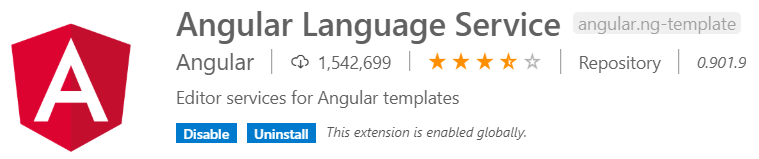 Angular Language Service angular.ng-template
Angular 1,542,699 Repository 0.901.9
Editor services for Angular templates
Disable Uninstall This extension is enabled globally.